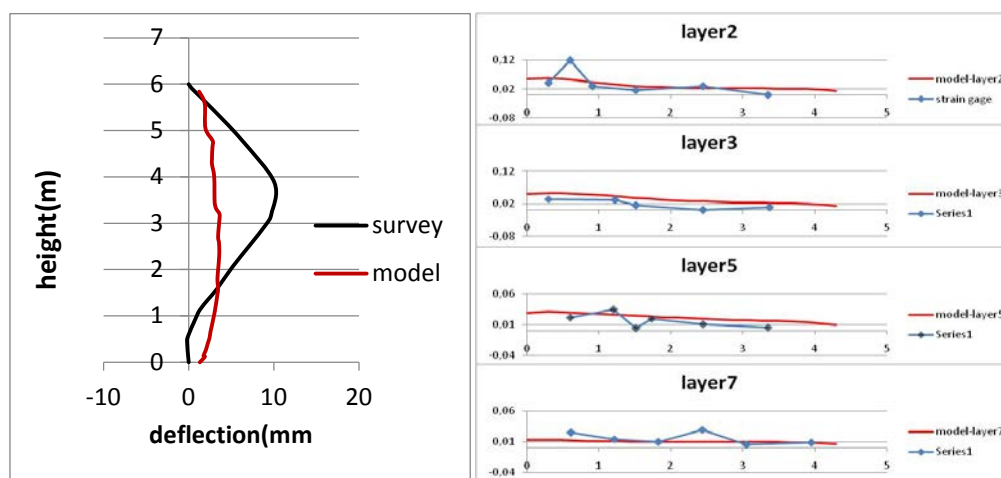 7
6
5
4
3
2
1
0
-10 0 10 20
height(m)
deflection(mm
survey
model
layer2
0,12
0,02
-0,08
0 1 2 3 4 5
model-layer2
strain gage
layer3
0,12
0,02
-0,08
0 1 2 3 4 5
model-layer3
Series1
layer5
0,06
0,01
-0,04
0 1 2 3 4 5
model-layer5
Series1
layer7
0,06
0,01
-0,04
0 1 2 3 4 5
model-layer7
Series1